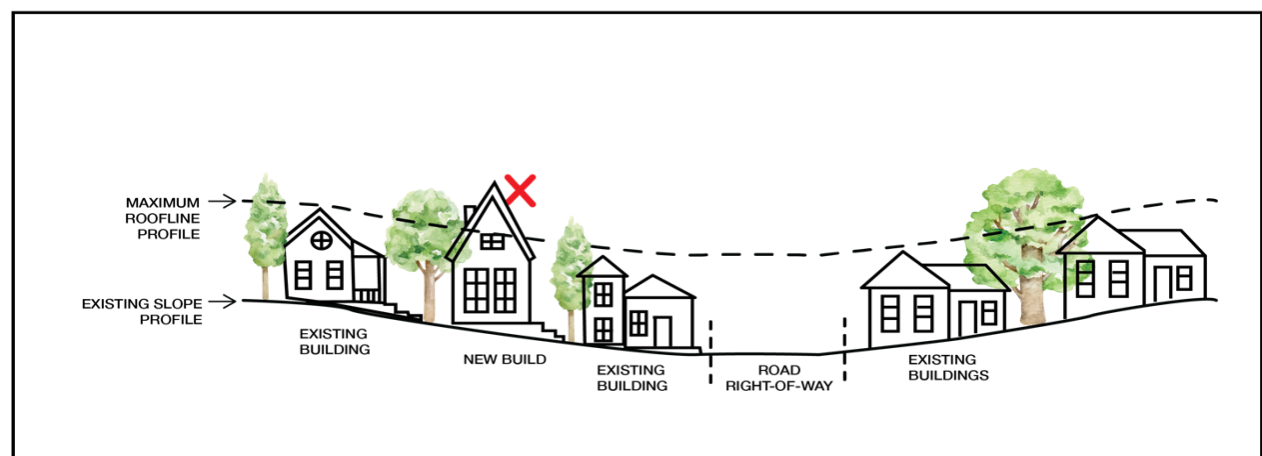 MAXIMUM
ROOFLINE
PROFILE
EXISTING SLOPE
PROFILE
EXISTING
BUILDING
NEW BUILD
EXISTING
BUILDING
ROAD
RIGHT-OF-WAY
EXISTING
BUILDINGS